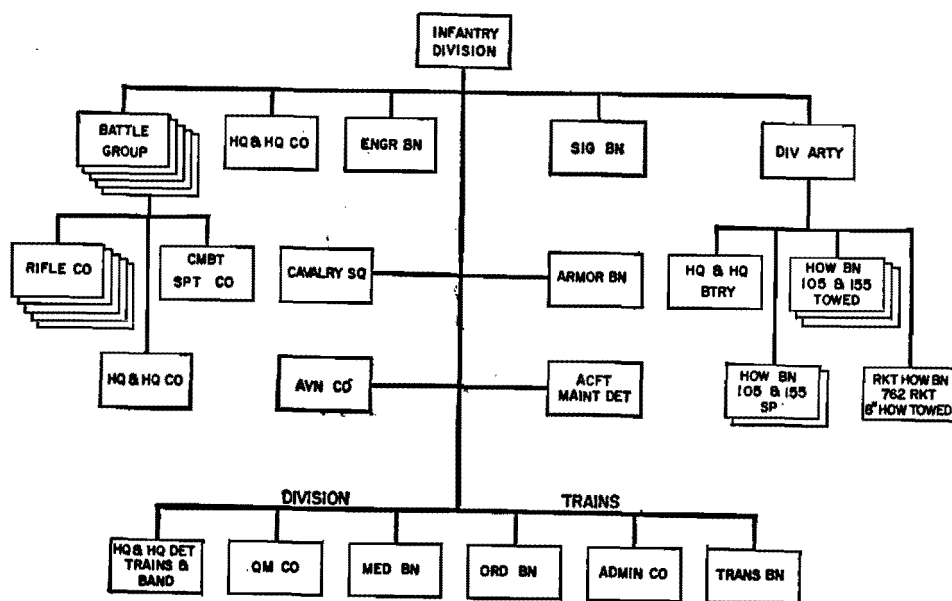 INFANTRY
DIVISION
BATTLE
GROUP
HQ & HQ CO
ENGR BN
SIG BN
DIV ARTY
RIFLE CO
CMBT
SPT CO
HQ & HQ CO
CAVALRY SQ
ARMOR BN
AVN CO
ACFT
MAINT DET
HQ & HQ
BTRY
HOW BN
105 & 155
TOWED
HOW BN
105 & 155
SP
RKT HOW BN
762 RKT
8" HOW TOWED
DIVISION TRAINS
HQ & HQ DET
TRAINS &
BAND
QM CO
MED BN
ORD BN
ADMIN CO
TRANS BN